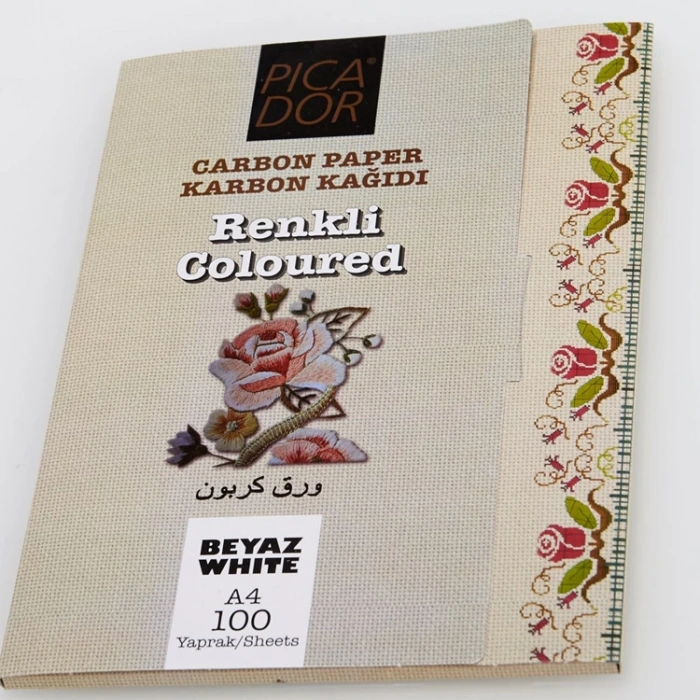 PICA®
DOR
CARBON PAPER
KARBON KAĞIDI
Renkli
Coloured
ورق كربون
BEYAZ
WHITE
A4
100
Yaprak/Sheets